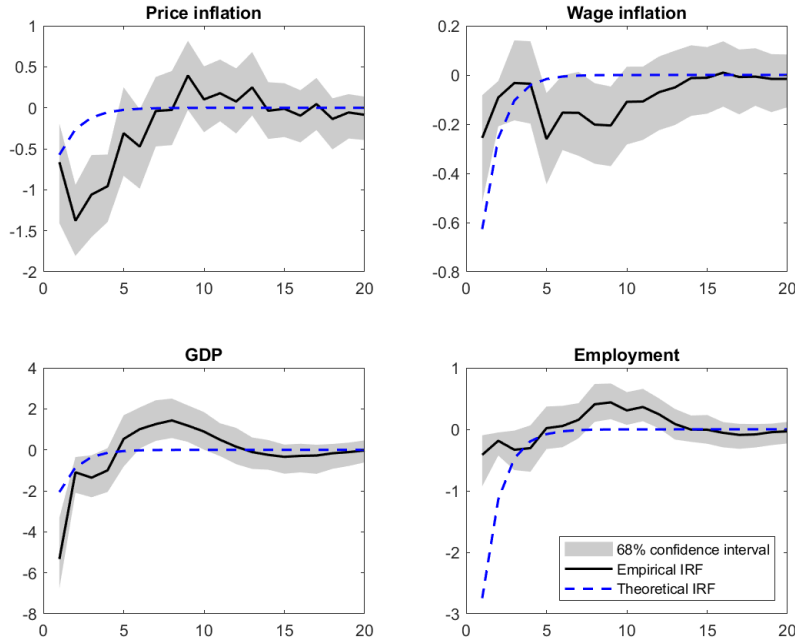 Price inflation
1
0.5
0
-0.5
-1
-1.5
-2
0 5 10 15 20
Wage inflation
0.2
0
-0.2
-0.4
-0.6
-0.8
0 5 10 15 20
GDP
4
2
0
-2
-4
-6
-8
0 5 10 15 20
Employment
1
0
-1
-2
-3
0 5 10 15 20
68% confidence interval
Empirical IRF
Theoretical IRF